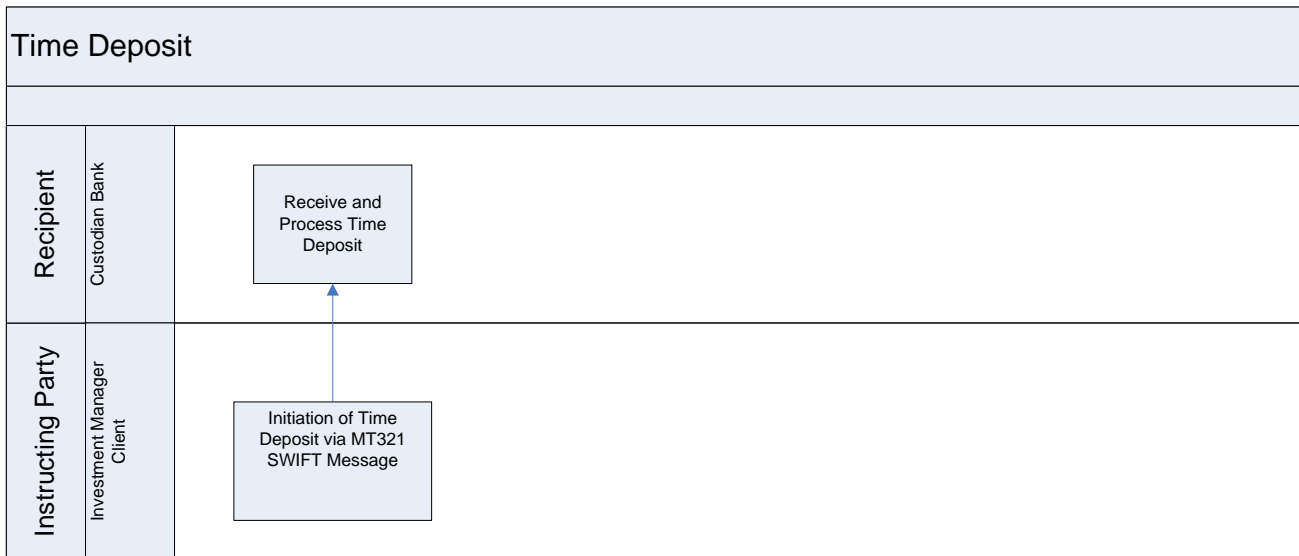 Time Deposit
Recipient
Custodian Bank
Receive and
Process Time
Deposit
Instructing Party
Investment Manager
Client
Initiation of Time
Deposit via MT321
SWIFT Message